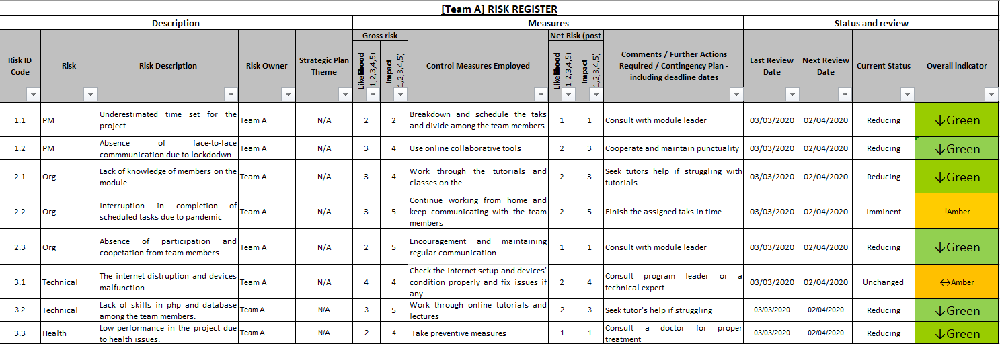 [Team A] RISK REGISTER
Description Measures Status and review
Gross risk Net Risk (post-
Risk ID Code Risk Risk Description Risk Owner Strategic Plan Theme Likelihood 1,2,3,4,5) Impact 1,2,3,4,5) Control Measures Employed Likelihood 1,2,3,4,5) Impact 1,2,3,4,5) Comments / Further Actions Required / Contingency Plan - including deadline dates Last Review Date Next Review Date Current Status Overall indicator
1.1 PM Underestimated time set for the project Team A N/A 2 2 Breakdown and schedule the taks and divide among the team members 1 1 Consult with module leader 03/03/2020 02/04/2020 Reducing ↓Green
1.2 PM Absence of face-to-face commmunication due to lockdodwn Team A N/A 3 4 Use online collaborative tools 2 3 Cooperate and maintain punctuality 03/03/2020 02/04/2020 Reducing ↓Green
2.1 Org Lack of knowledge of members on the module Team A N/A 3 4 Work through the tutorials and classes on the 2 3 Seek tutors help if struggling with tutorials 03/03/2020 02/04/2020 Reducing ↓Green
2.2 Org Interruption in completion of scheduled tasks due to pandemic Team A N/A 3 5 Continue working from home and keep communicating with the team members 2 5 Finish the assigned taks in time 03/03/2020 02/04/2020 Imminent !Amber
2.3 Org Absence of participation and coopetation from team members Team A N/A 2 5 Encouragement and maintaining regular communication 1 1 Consult with module leader 03/03/2020 02/04/2020 Reducing ↓Green
3.1 Technical The internet distruption and devices malfunction. Team A N/A 4 4 Check the internet setup and devices' condition properly and fix issues if any 2 4 Consult program leader or a technical expert 03/03/2020 02/04/2020 Unchanged ↔Amber
3.2 Technical Lack of skills in php and database among the team members. Team A N/A 3 5 Work through online tutorials and lectures 2 3 Seek tutor's help if struggling 03/03/2020 02/04/2020 Reducing ↓Green
3.3 Health Low performance in the project due to health issues. Team A N/A 2 4 Take preventive measures 1 1 Consult a doctor for proper treatment 03/03/2020 02/04/2020 Reducing ↓Green